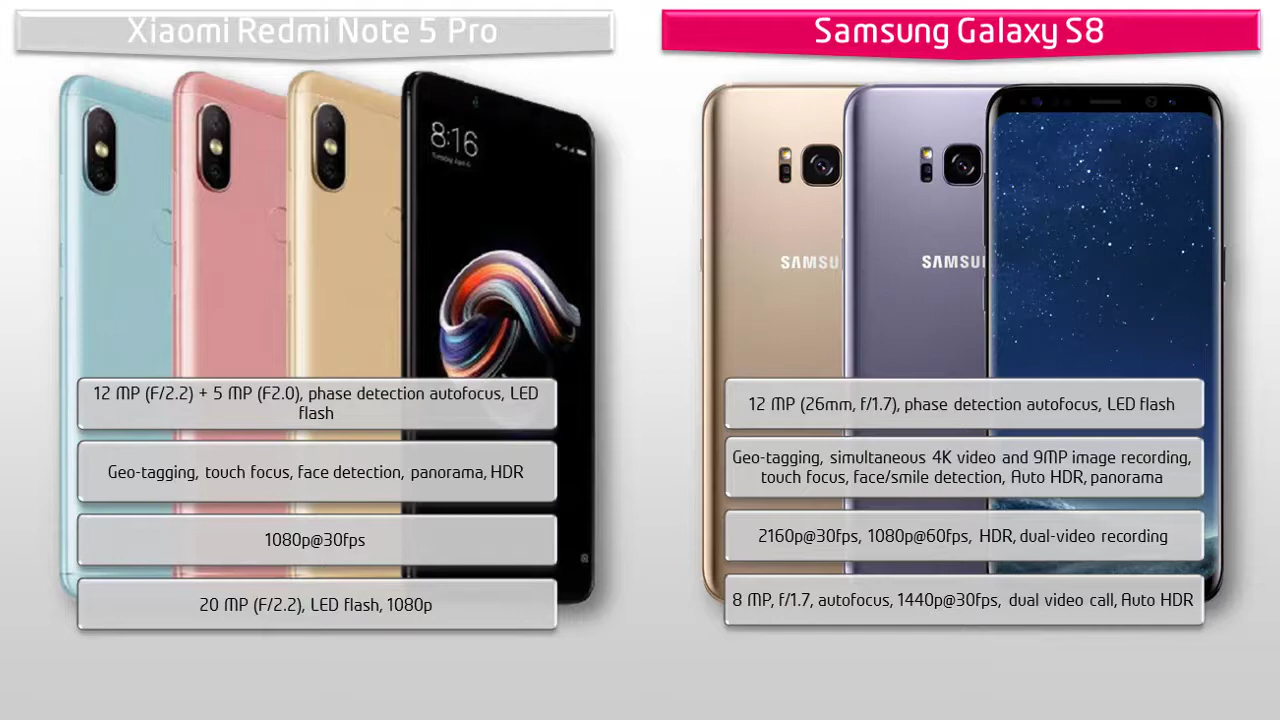 Xiaomi Redmi Note 5 Pro
Samsung Galaxy S8
8:16
SAMSU
SAMSU
12 MP (F/2.2) + 5 MP (F2.0), phase detection autofocus, LED
flash
Geo-tagging, touch focus, face detection, panorama, HDR
1080p@30fps
20 MP (F/2.2), LED flash, 1080p
12 MP (26mm, f/1.7), phase detection autofocus, LED flash
Geo-tagging, simultaneous 4K video and 9MP image recording,
touch focus, face/smile detection, Auto HDR, panorama
2160p@30fps, 1080p@60fps, HDR, dual-video recording
8 MP, f/1.7, autofocus, 1440p@30fps, dual video call, Auto HDR